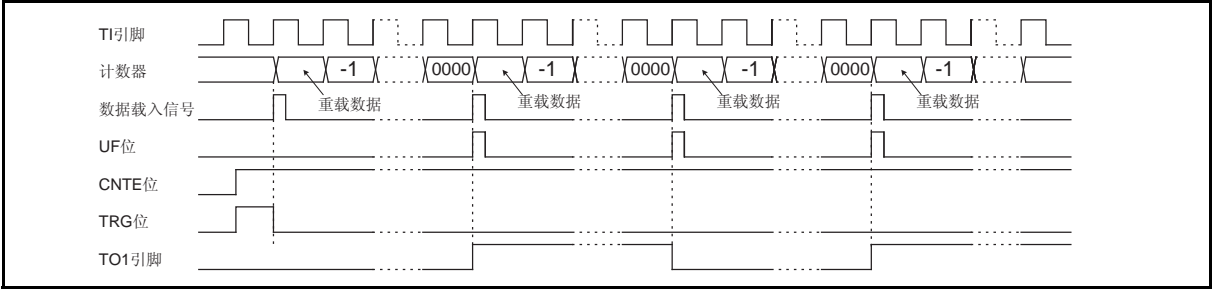 TI引脚
计数器
-1
0000
-1
0000
-1
0000
-1
重载数据
重载数据
重载数据
重载数据
数据载入信号
UF位
CNTE位
TRG位
TO1引脚